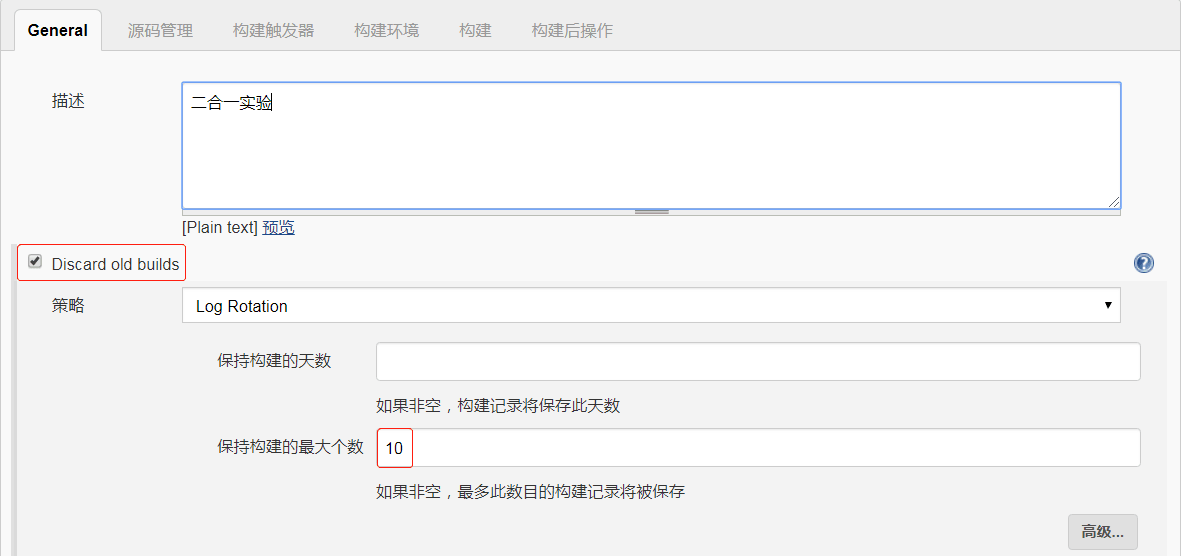 General 源码管理 构建触发器 构建环境 构建 构建后操作
描述
二合一实验
[Plain text] 预览
Discard old builds
策略
Log Rotation
保持构建的天数
如果非空，构建记录将保存此天数
保持构建的最大个数
10
如果非空，最多此数目的构建记录将被保存
高级...